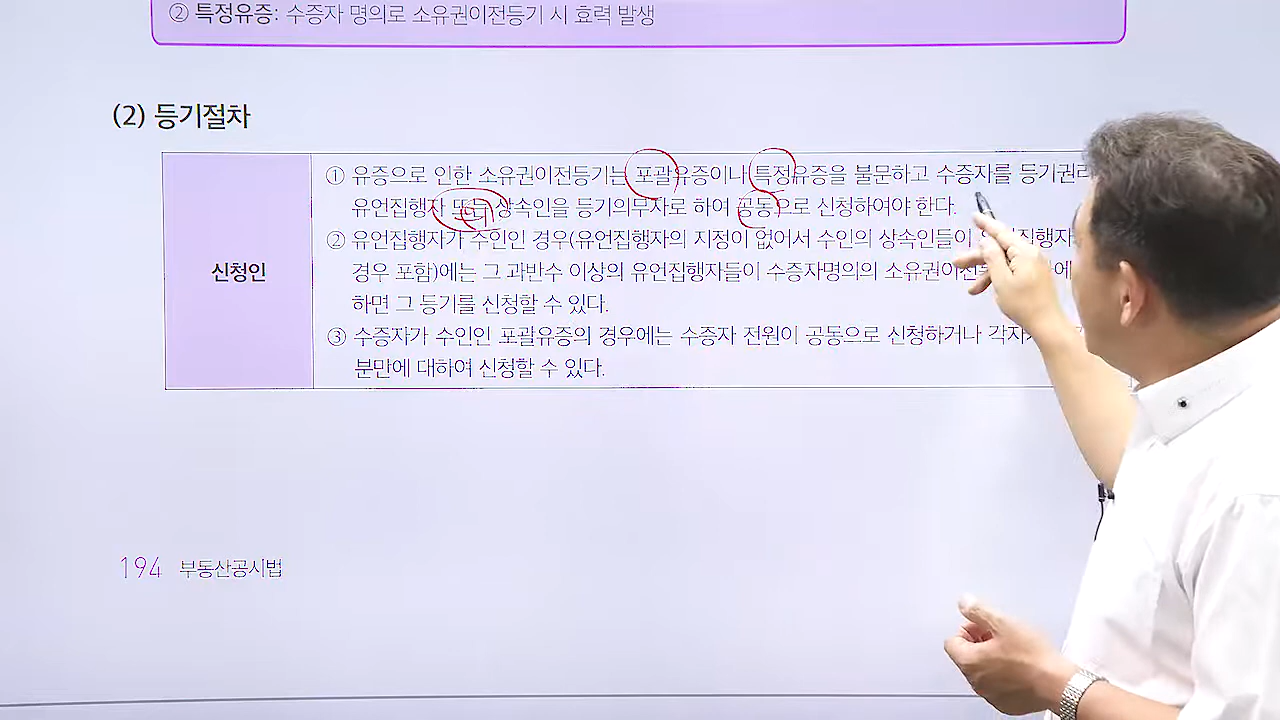 ② 특정유증: 수증자 명의로 소유권이전등기 시 효력 발생
(2) 등기절차
신청인
① 유증으로 인한 소유권이전등기는 포괄유증이나 특정유증을 불문하고 수증자를 등기권리
유언집행자 또는 상속인을 등기의무자로 하여 공동으로 신청하여야 한다.
② 유언집행자가 수인인 경우(유언집행자의 지정이 없어서 수인의 상속인들이 유언집행자
경우 포함)에는 그 과반수 이상의 유언집행자들이 수증자명의의
하면 그 등기를 신청할 수 있다.
③ 수증자가 수인인 포괄유증의 경우에는 수증자 전원이 공동으로 신청하거나
분만에 대하여 신청할 수 있다.
194 부동산공시법